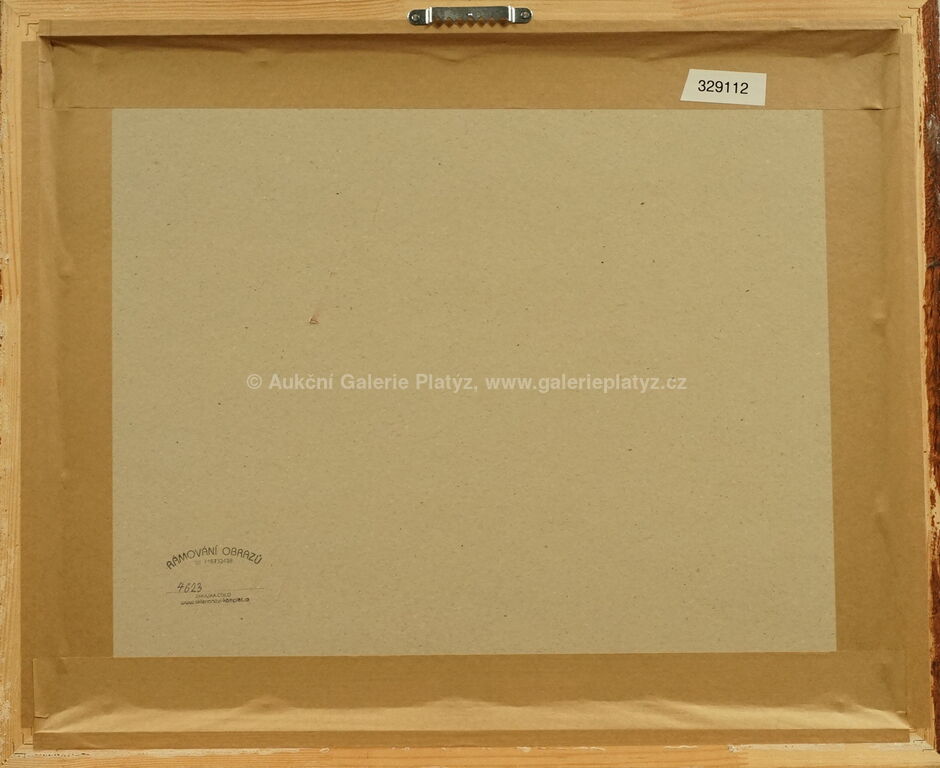 329112
© Aukční Galerie Platýz, www.galerieplatyz.cz
RÁMOVÁNÍ OBRAZŮ
4623